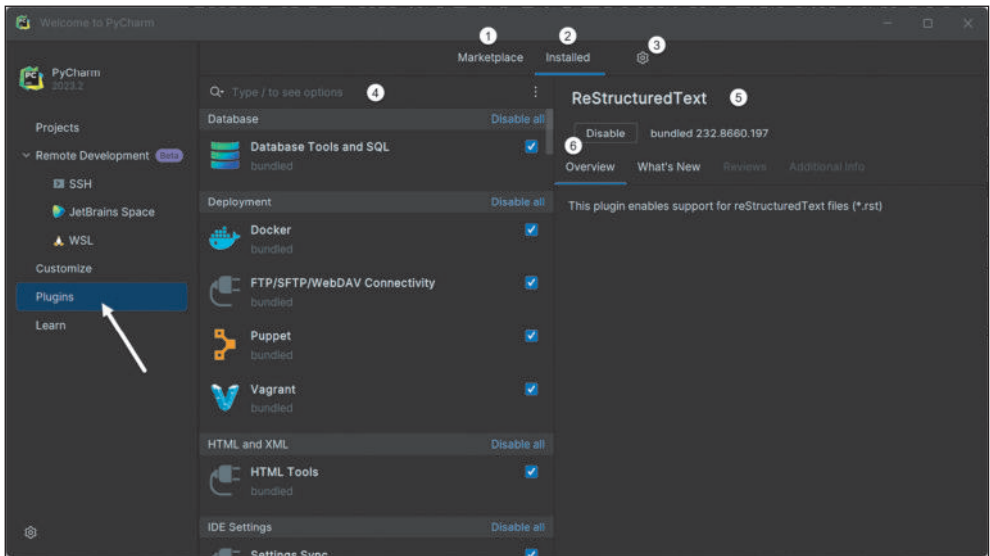 Welcome to PyCharm
1 2 3
Marketplace Installed
PC PyCharm
2023.2
Projects
Remote Development Beta
SSH
JetBrains Space
WSL
Customize
Plugins
Learn
Type / to see options 4
Database Disable all
Database Tools and SQL
bundled
Deployment Disable all
Docker
bundled
FTP/SFTP/WebDAV Connectivity
bundled
Puppet
bundled
Vagrant
bundled
HTML and XML Disable all
HTML Tools
bundled
IDE Settings Disable all
Settings Sync
ReStructuredText 5
Disable bundled 232.8660.197
6
Overview What's New Reviews Additional Info
This plugin enables support for reStructuredText files (*.rst)